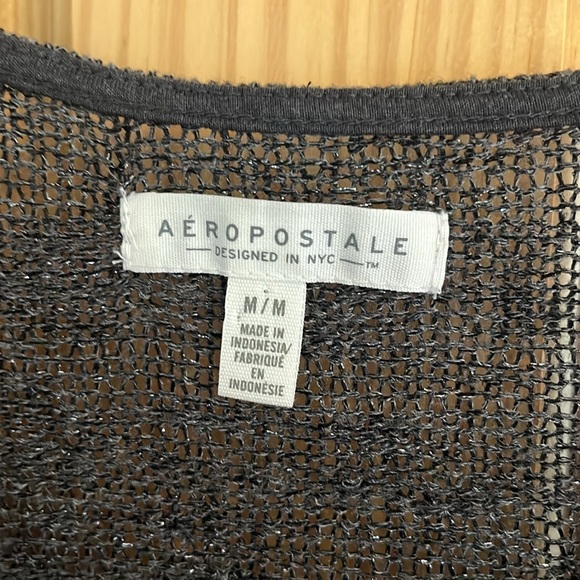 AÉROPOSTALE
DESIGNED IN NYC ™
M/M
MADE IN
INDONESIA/
FABRIQUÉ
EN
INDONÉSIE